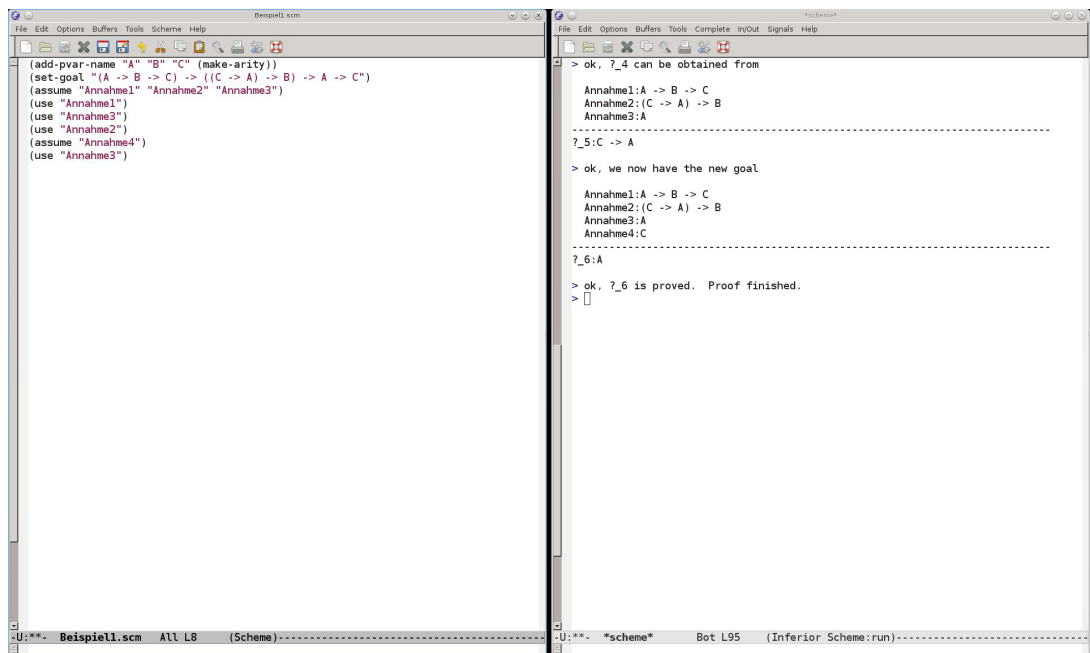 Beispiel1.scm
File Edit Options Buffers Tools Scheme Help
(add-pvar-name "A" "B" "C" (make-arity))
(set-goal "(A -> B -> C) -> ((C -> A) -> B) -> A -> C")
(assume "Annahme1" "Annahme2" "Annahme3")
(use "Annahme1")
(use "Annahme3")
(use "Annahme2")
(assume "Annahme4")
(use "Annahme3")
-U:**-  Beispiel1.scm   All L8     (Scheme)------------------------------------------
*scheme*
File Edit Options Buffers Tools Complete In/Out Signals Help
> ok, ?_4 can be obtained from
  Annahme1:A -> B -> C
  Annahme2:(C -> A) -> B
  Annahme3:A
-----------------------------------------------------------------------------
?_5:C -> A
> ok, we now have the new goal
  Annahme1:A -> B -> C
  Annahme2:(C -> A) -> B
  Annahme3:A
  Annahme4:C
-----------------------------------------------------------------------------
?_6:A
> ok, ?_6 is proved.  Proof finished.
>
-U:**-  *scheme*       Bot L95    (Inferior Scheme:run)-------------------------------